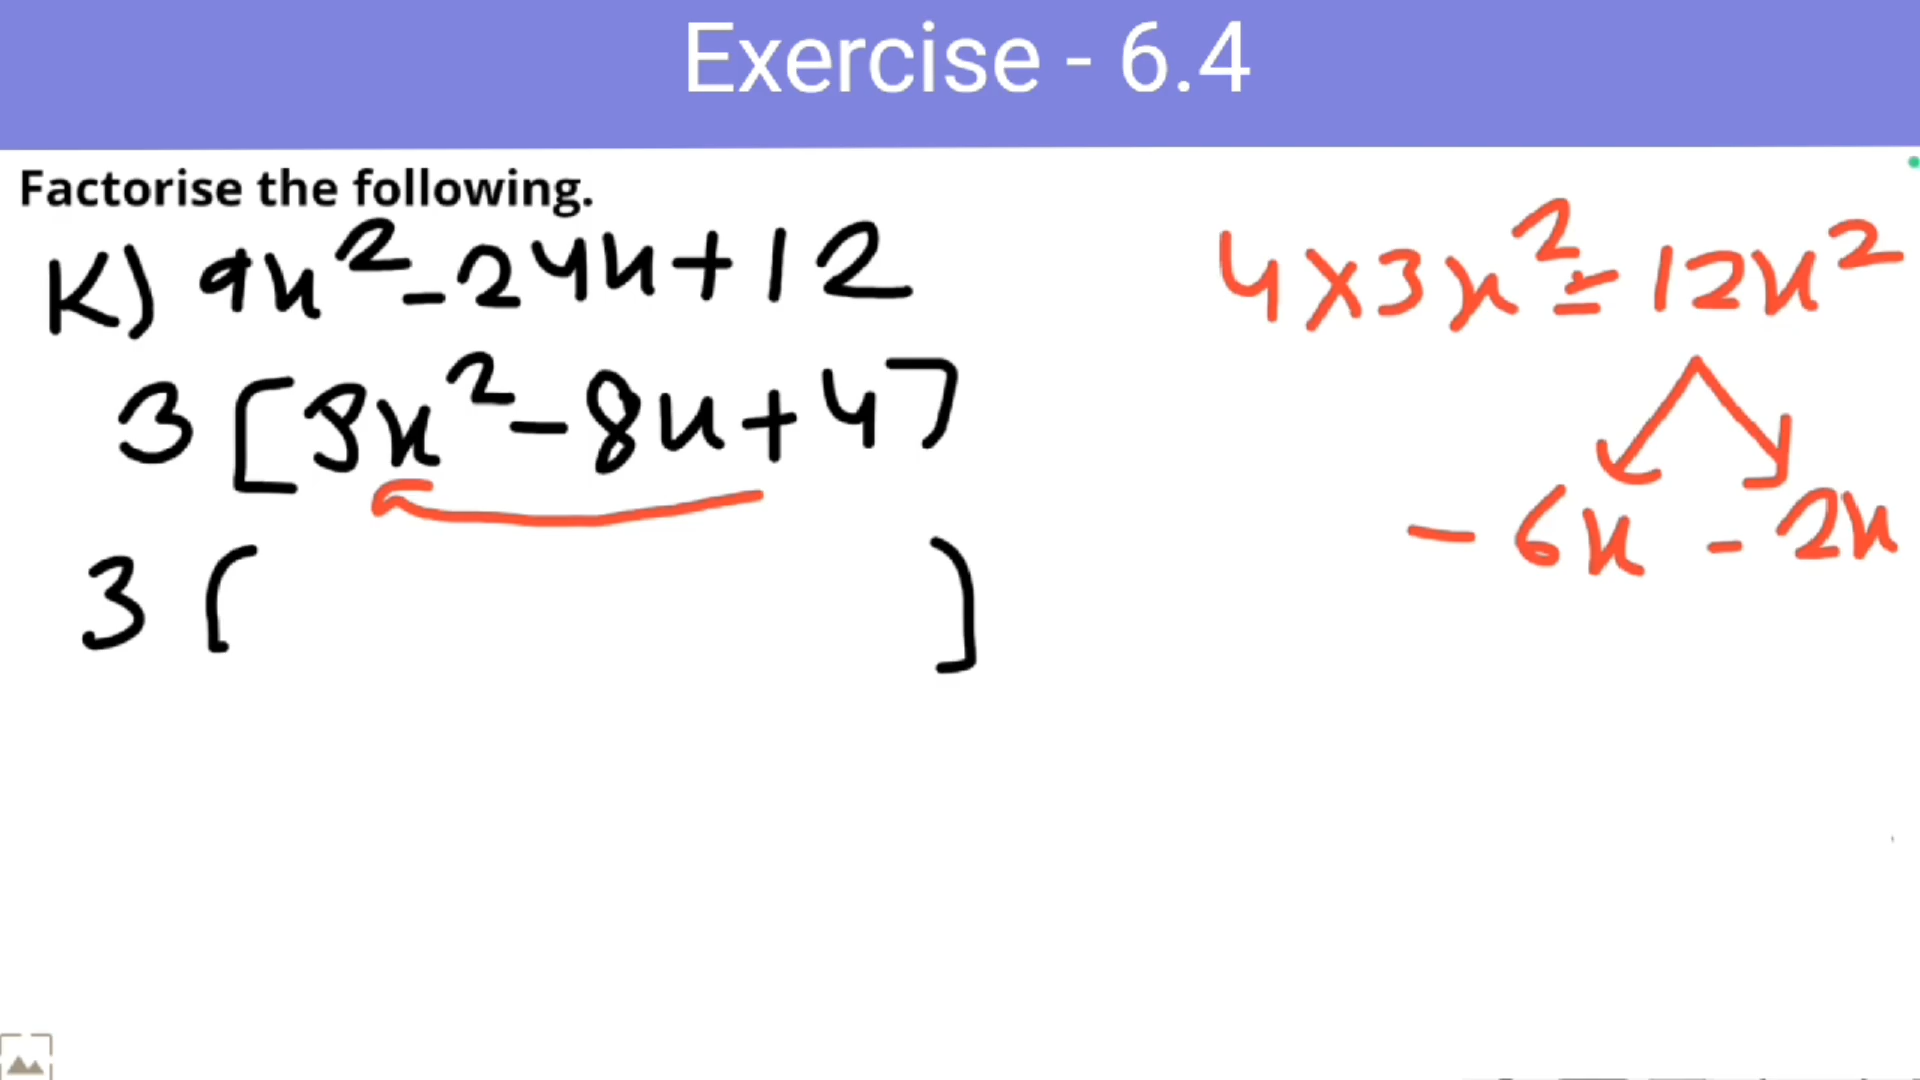 Exercise - 6.4
Factorise the following.
K) 9x² - 24x + 12
3 [3x² - 8x + 4]
3 [ ]
4 × 3x² = 12x²
- 6x - 2x